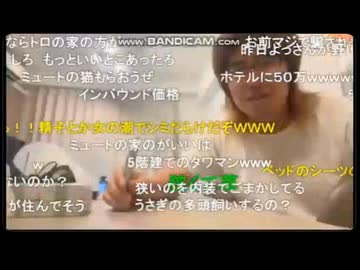 ならトロの家の方が
www.BANDICAM.com
お前マジで騙され
昨日よっさんが野
しろ　もっといいとこあったろ
ミュートの猫もらおうぜ
ホテルに50万wwww
インバウンド価格
ぁ！！精子とか女の潮でシミだらけだぞWWW
ミュートの家のがいいは
w
5階建てのタワマンwww
ベッドのシーツの
ないのか？
狭いのを内装でごまかしてる
が住んでそう
うさぎの多頭飼いするの？